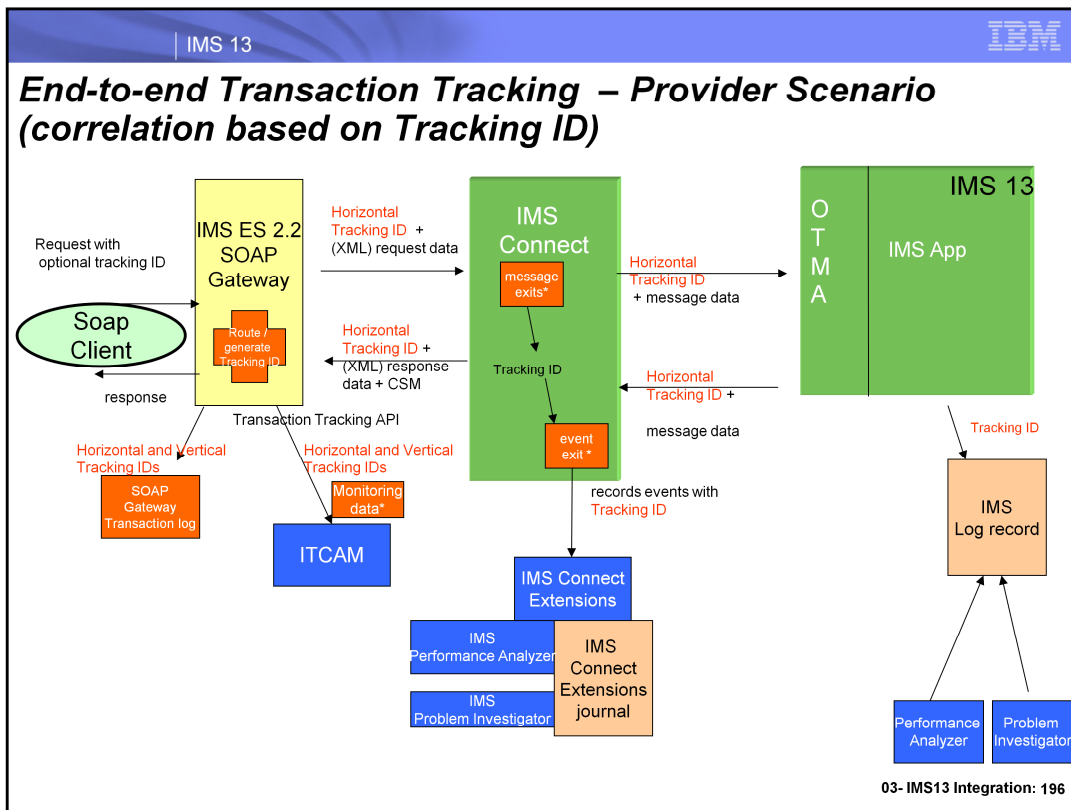 IMS 13
IBM
End-to-end Transaction Tracking – Provider Scenario
(correlation based on Tracking ID)
Request with
optional tracking ID
Soap
Client
response
IMS ES 2.2
SOAP
Gateway
Route /
generate
Tracking ID
Horizontal
Tracking ID +
(XML) request data
Horizontal
Tracking ID +
(XML) response
data + CSM
Transaction Tracking API
Horizontal and Vertical
Tracking IDs
SOAP
Gateway
Transaction log
Horizontal and Vertical
Tracking IDs
Monitoring
data*
ITCAM
IMS
Connect
message
exits*
Tracking ID
event
exit *
Horizontal
Tracking ID
+ message data
Horizontal
Tracking ID +
message data
records events with
Tracking ID
IMS Connect
Extensions
IMS
Performance Analyzer
IMS
Problem Investigator
IMS
Connect
Extensions
journal
O
T
M
A
IMS 13
IMS App
Tracking ID
IMS
Log record
Performance
Analyzer
Problem
Investigator
03- IMS13 Integration: 196